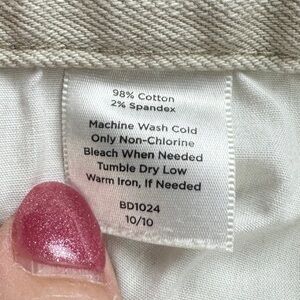 98% Cotton
2% Spandex
Machine Wash Cold
Only Non-Chlorine
Bleach When Needed
Tumble Dry Low
Warm Iron, If Needed
BD1024
10/10